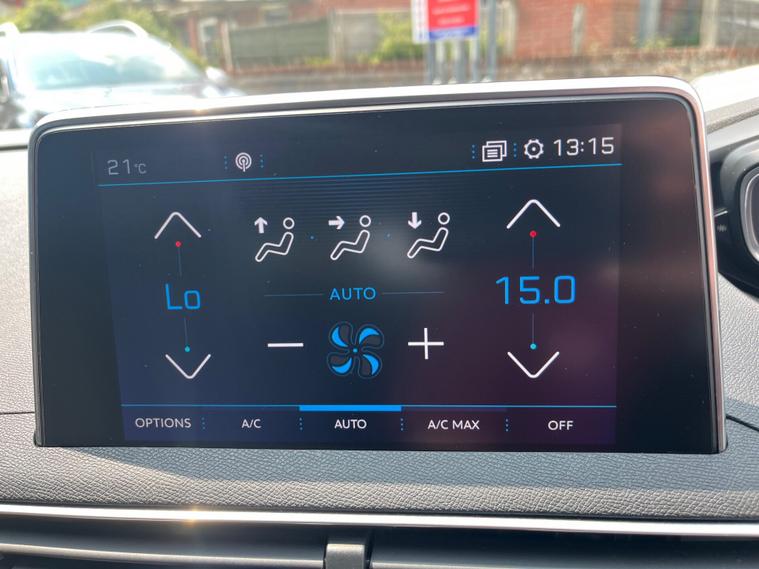 21°C 13:15
Lo AUTO 15.0
OPTIONS A/C AUTO A/C MAX OFF